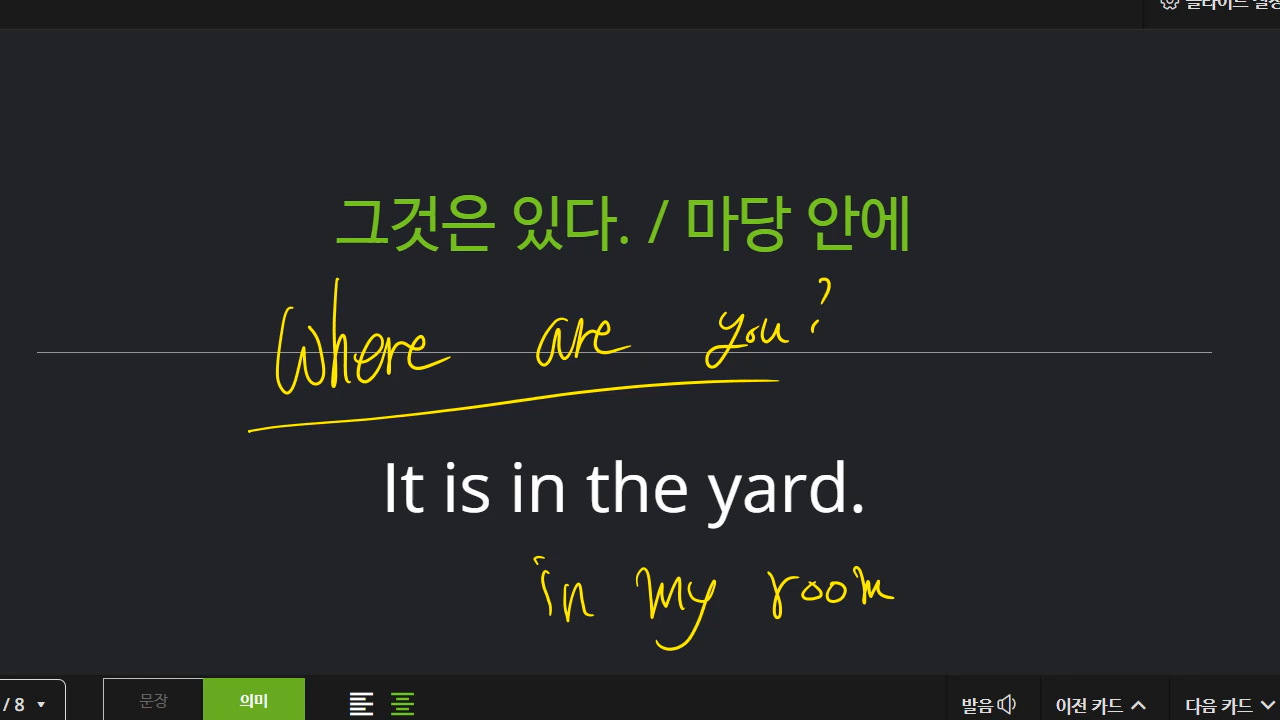 그것은 있다. / 마당 안에
Where are you?
It is in the yard.
in my room
/ 8
문장
의미
발음
이전 카드
다음 카드